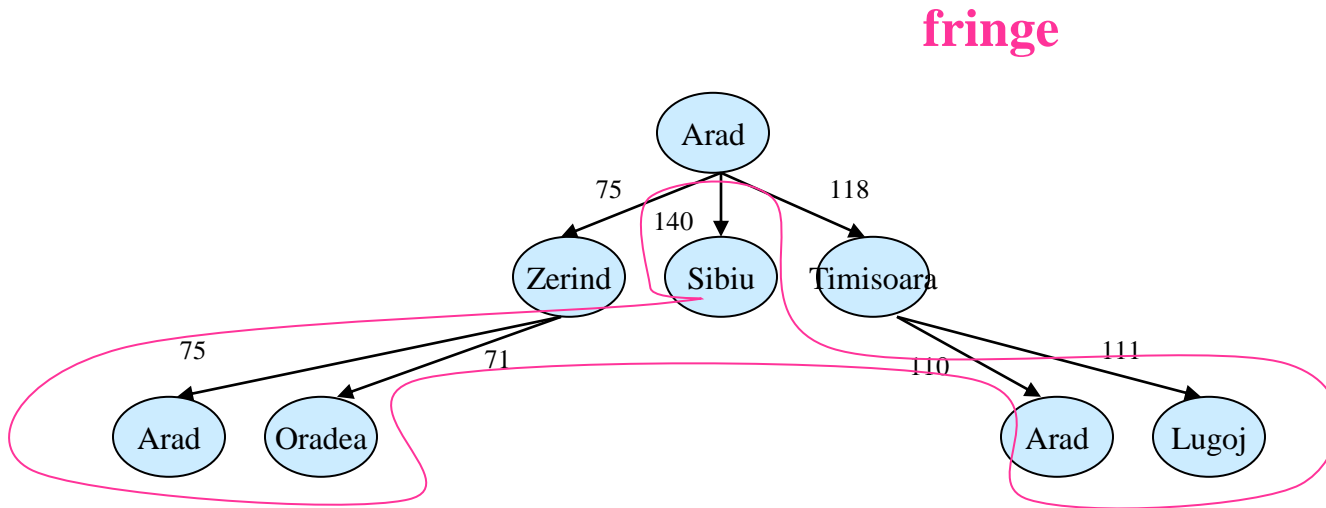 fringe
Arad
75
118
140
Zerind
Sibiu
Timisoara
75
71
110
111
Arad
Oradea
Arad
Lugoj